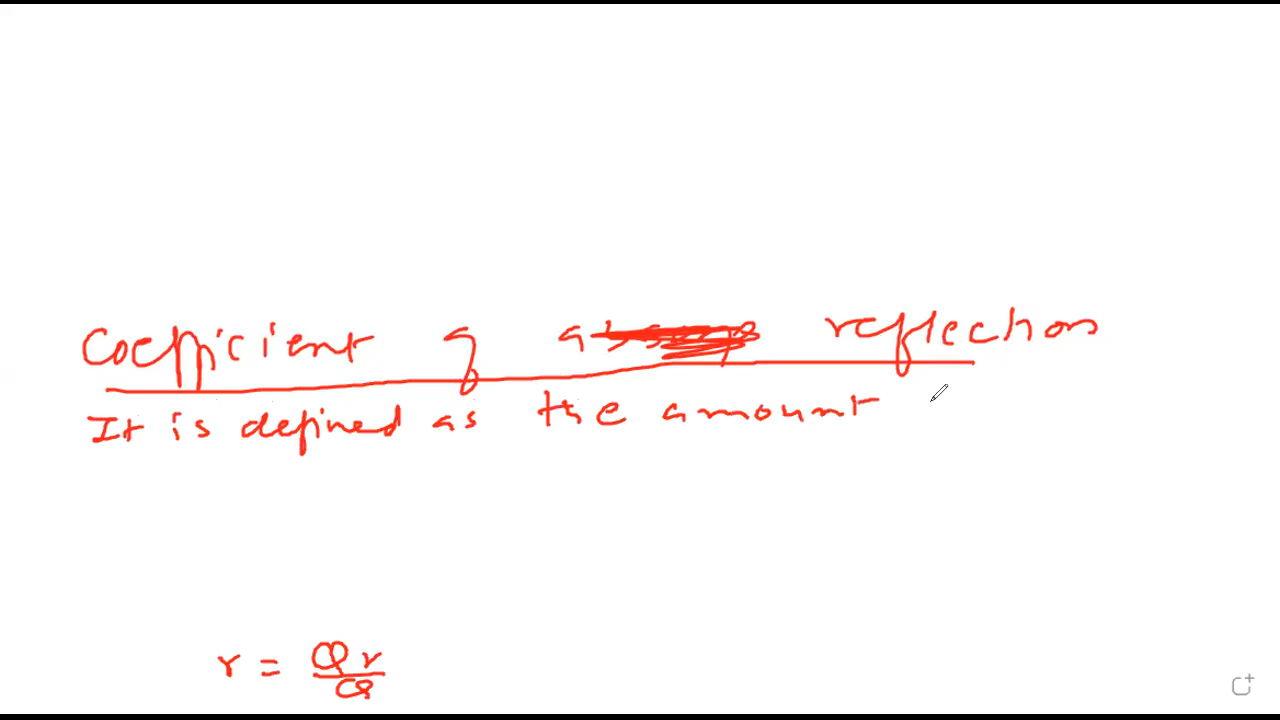 Coefficient of reflection
It is defined as the amount
r = Qr/Q